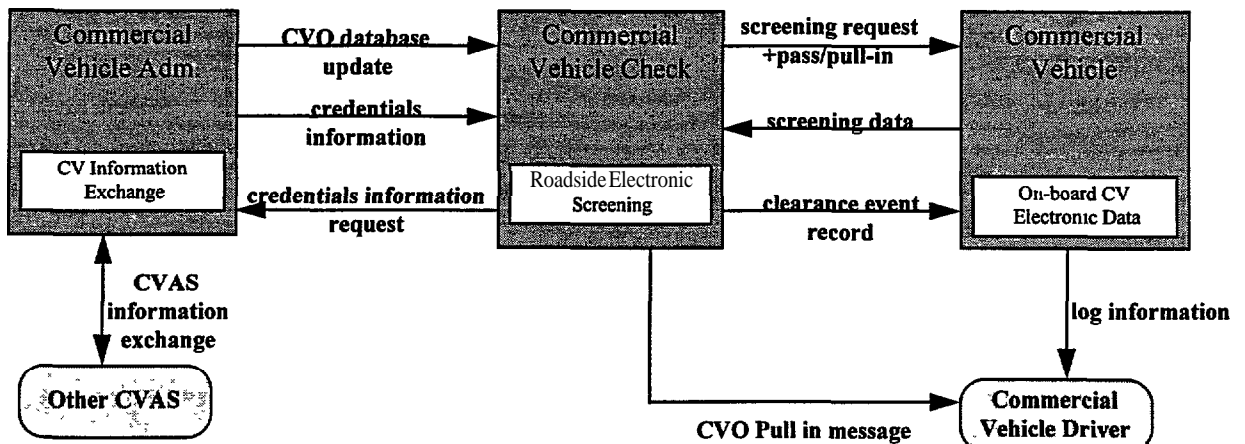 Commercial
Vehicle Adm.
CV Information
Exchange
CVO database
update
credentials
information
credentials information
request
Commercial
Vehicle Check
Roadside Electronic
Screening
screening request
+pass/pull-in
screening data
clearance event
record
Commercial
Vehicle
On-board CV
Electronic Data
CVAS
information
exchange
log information
Other CVAS
CVO Pull in message
Commercial
Vehicle Driver